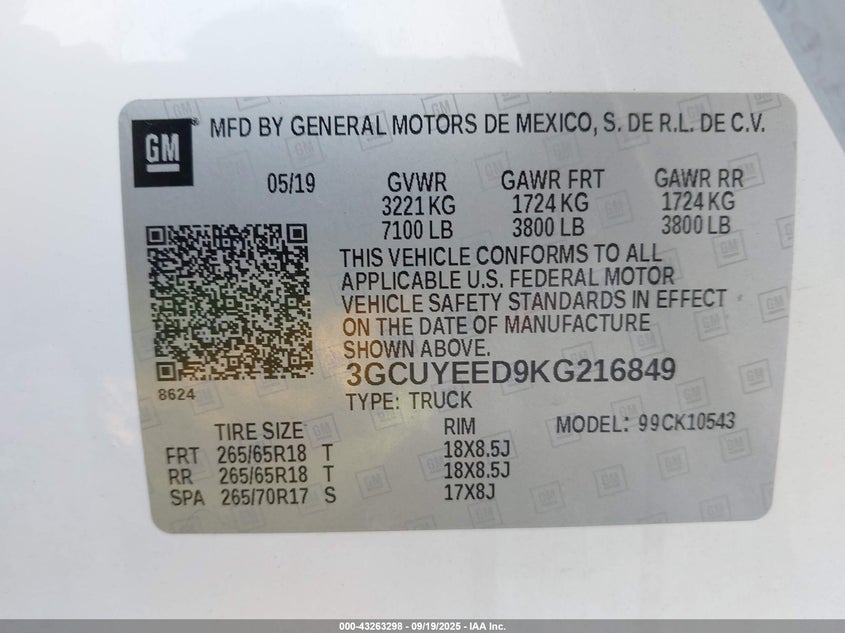 GM
MFD BY GENERAL MOTORS DE MEXICO, S. DE R.L. DE C.V.
05/19 GVWR GAWR FRT GAWR RR
3221 KG 1724 KG 1724 KG
7100 LB 3800 LB 3800 LB
THIS VEHICLE CONFORMS TO ALL
APPLICABLE U.S. FEDERAL MOTOR
VEHICLE SAFETY STANDARDS IN EFFECT
ON THE DATE OF MANUFACTURE
SHOWN ABOVE.
3GCUYEED9KG216849
8624
TYPE: TRUCK
TIRE SIZE RIM MODEL: 99CK10543
FRT 265/65R18 T 18X8.5J
RR 265/65R18 T 18X8.5J
SPA 265/70R17 S 17X8J
000-43263298 - 09/19/2025 - IAA Inc.